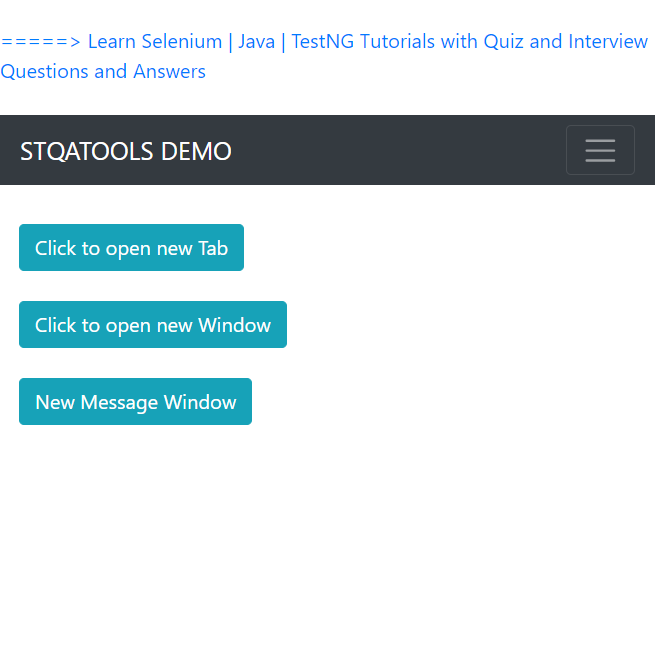 =====> Learn Selenium | Java | TestNG Tutorials with Quiz and Interview
Questions and Answers
STQATOOLS DEMO
Click to open new Tab
Click to open new Window
New Message Window